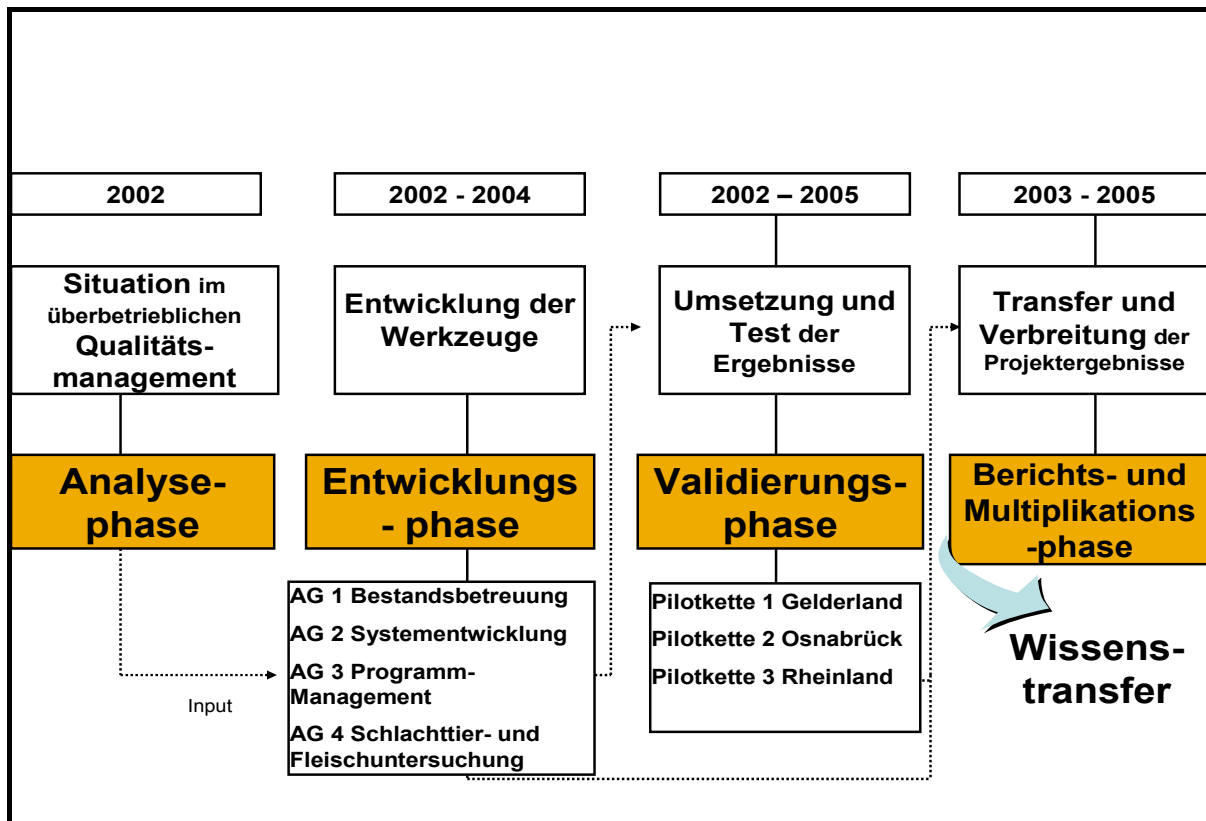 2002
2002 - 2004
2002 – 2005
2003 - 2005
Situation im
überbetrieblichen
Qualitäts-
management
Entwicklung der
Werkzeuge
Umsetzung und
Test der
Ergebnisse
Transfer und
Verbreitung der
Projektergebnisse
Analyse-
phase
Entwicklungs
- phase
Validierungs-
phase
Berichts- und
Multiplikations
-phase
Input
AG 1 Bestandsbetreuung
AG 2 Systementwicklung
AG 3 Programm-
Management
AG 4 Schlachttier- und
Fleischuntersuchung
Pilotkette 1 Gelderland
Pilotkette 2 Osnabrück
Pilotkette 3 Rheinland
Wissens-
transfer